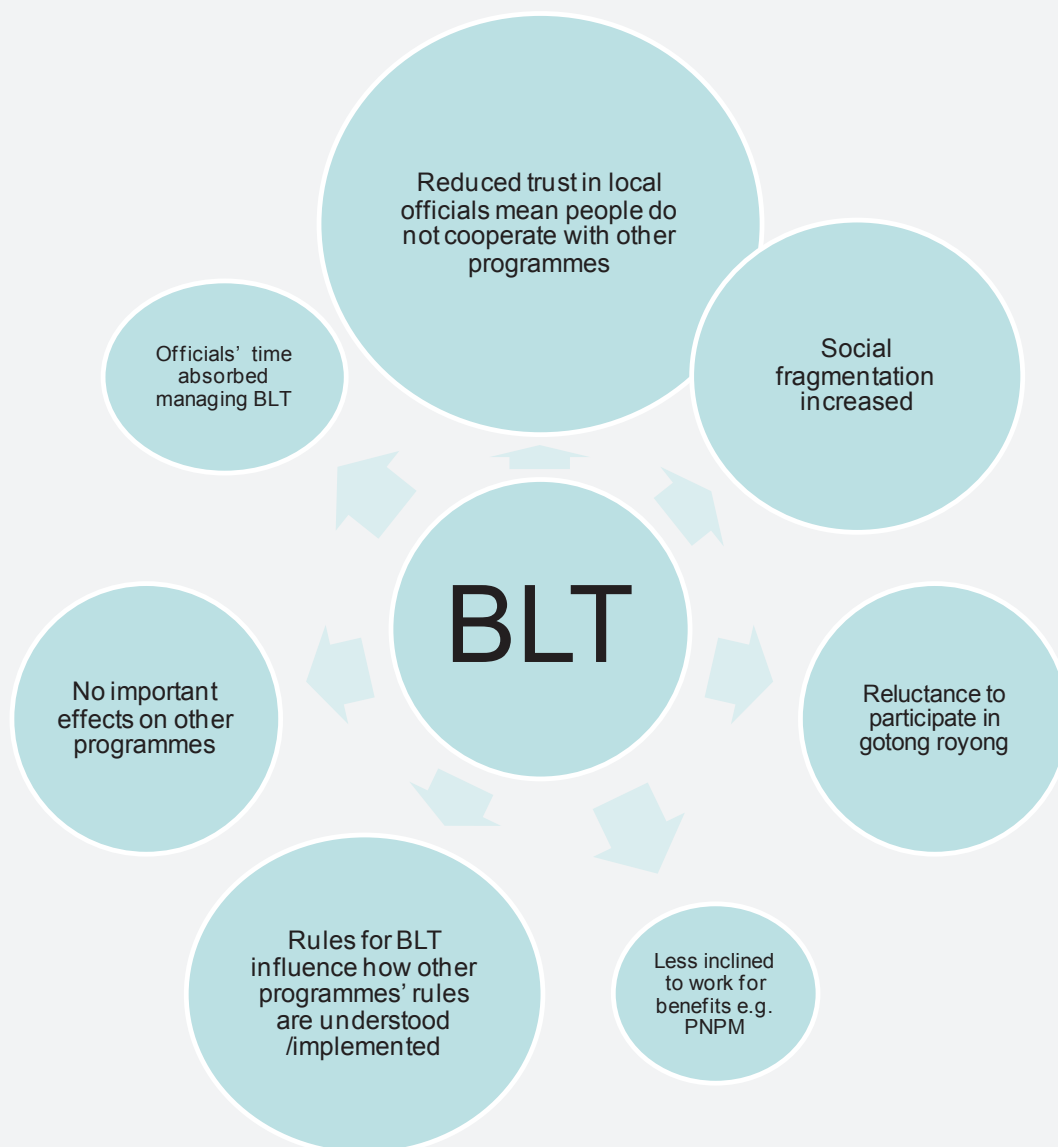 Reduced trust in local
officials mean people do
not cooperate with other
programmes
Social
fragmentation
increased
Officials' time
absorbed
managing BLT
BLT
No important
effects on other
programmes
Reluctance to
participate in
gotong royong
Rules for BLT
influence how other
programmes' rules
are understood
/implemented
Less inclined
to work for
benefits e.g.
PNPM